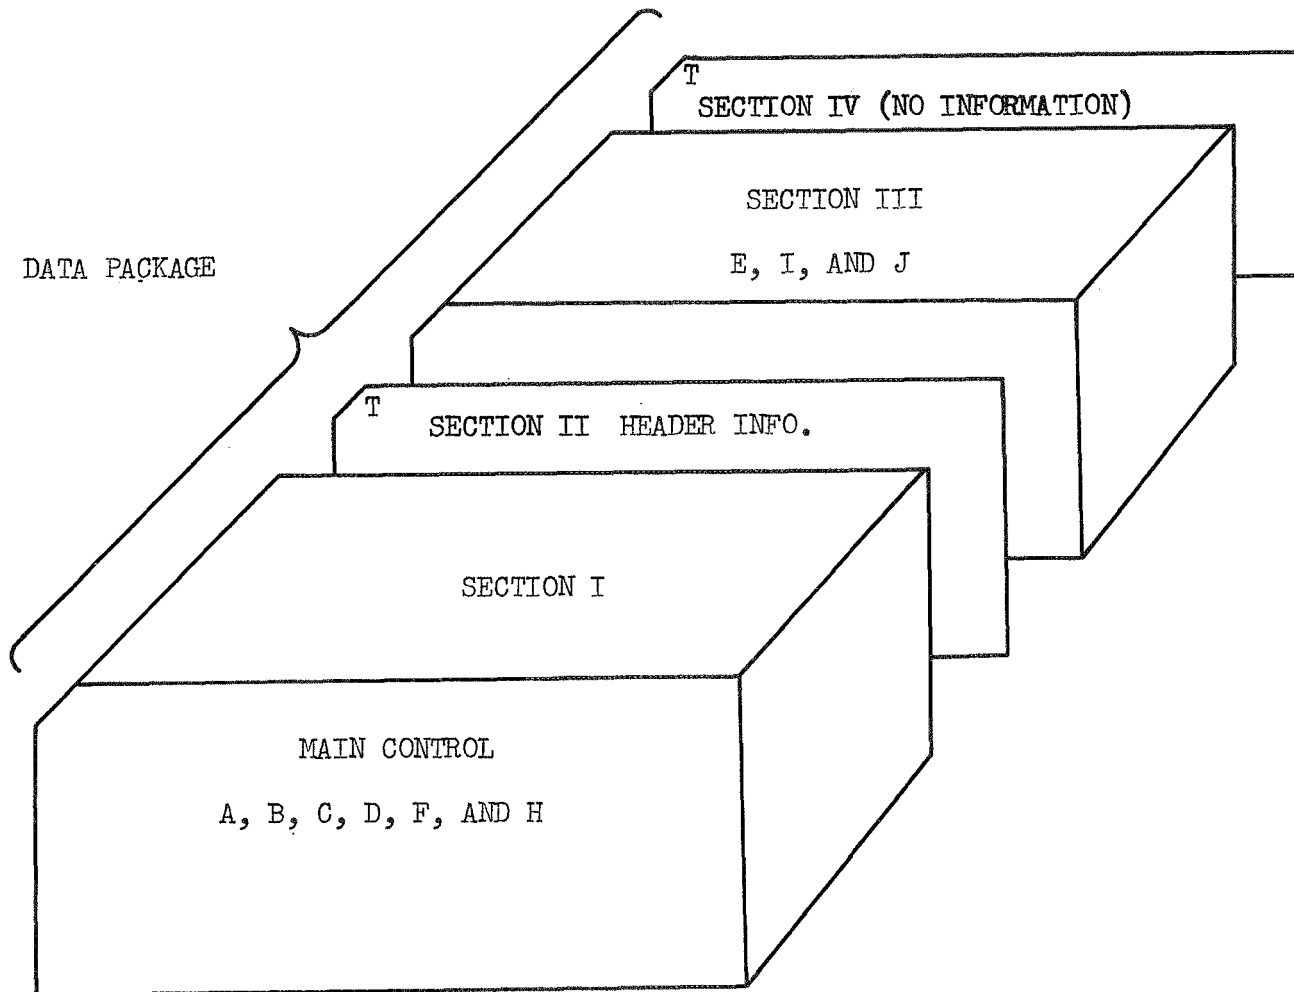 T
SECTION IV (NO INFORMATION)
SECTION III
E, I, AND J
DATA PACKAGE
T
SECTION II HEADER INFO.
SECTION I
MAIN CONTROL
A, B, C, D, F, AND H